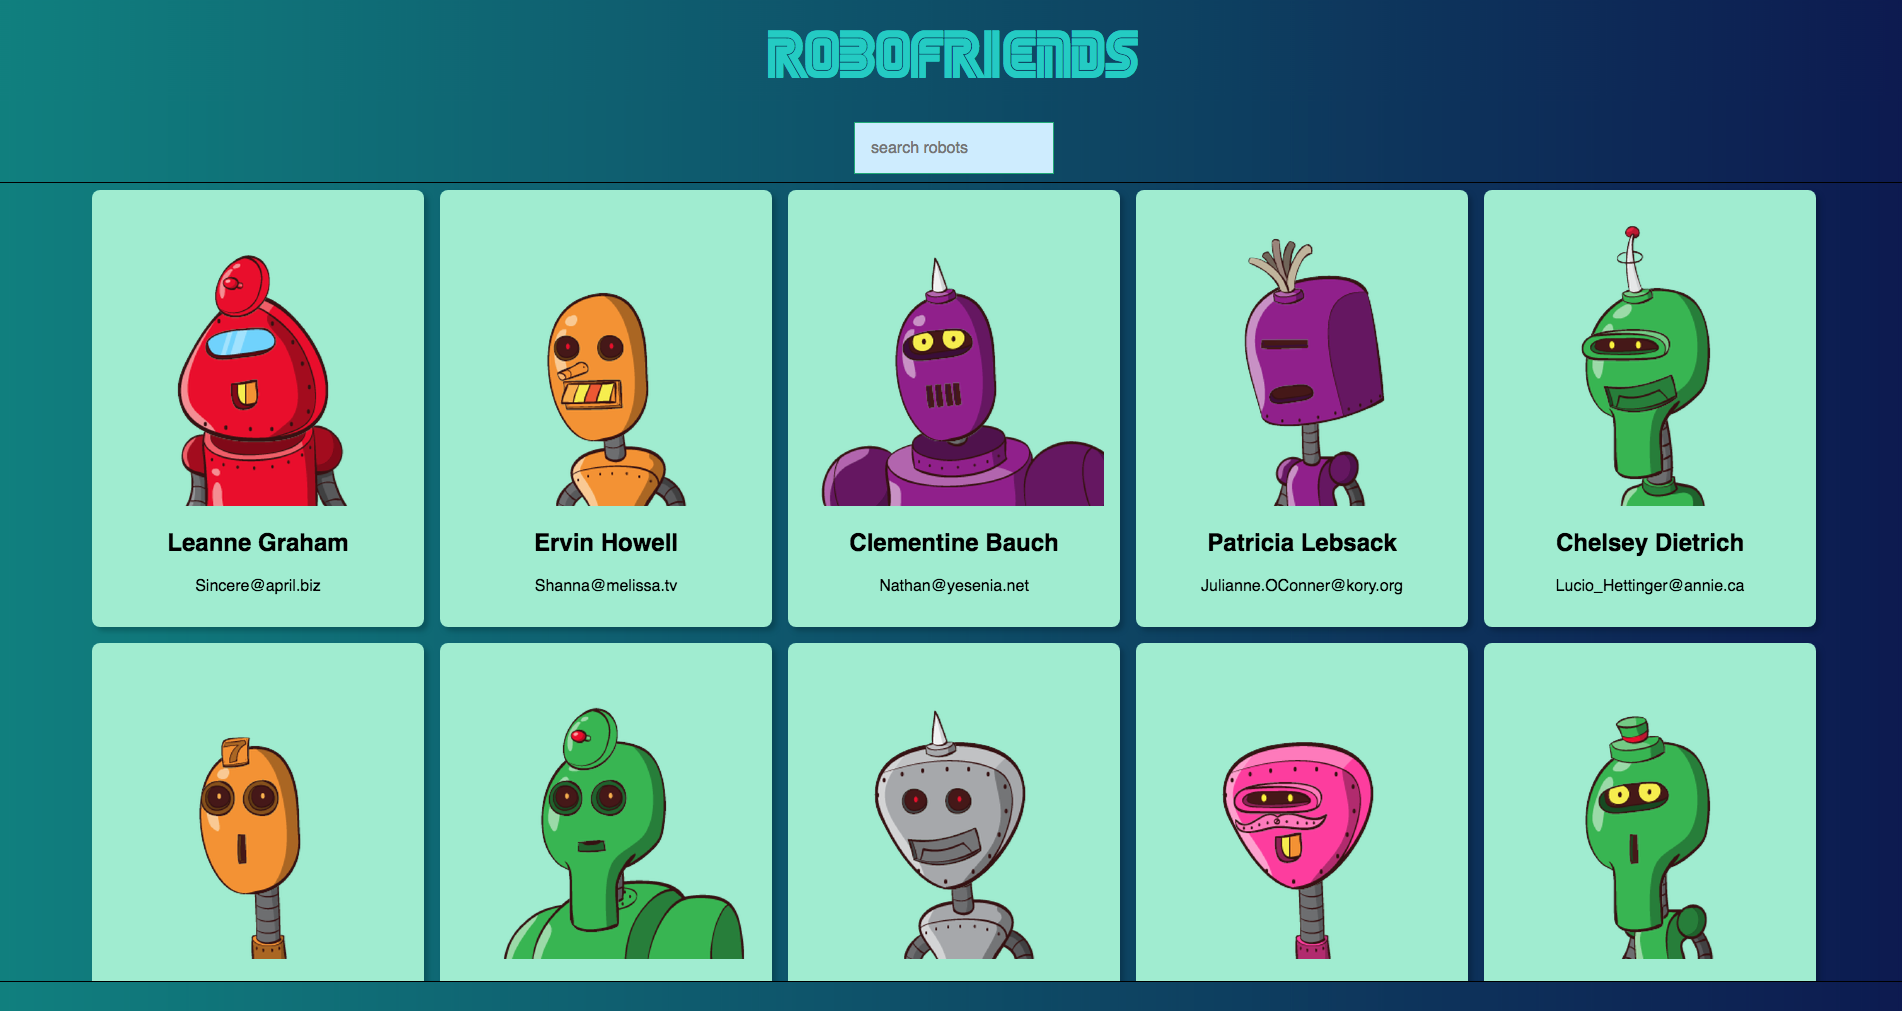 ROBOFRIENDS
search robots
Leanne Graham
Sincere@april.biz
Ervin Howell
Shanna@melissa.tv
Clementine Bauch
Nathan@yesenia.net
Patricia Lebsack
Julianne.OConner@kory.org
Chelsey Dietrich
Lucio_Hettinger@annie.ca
7